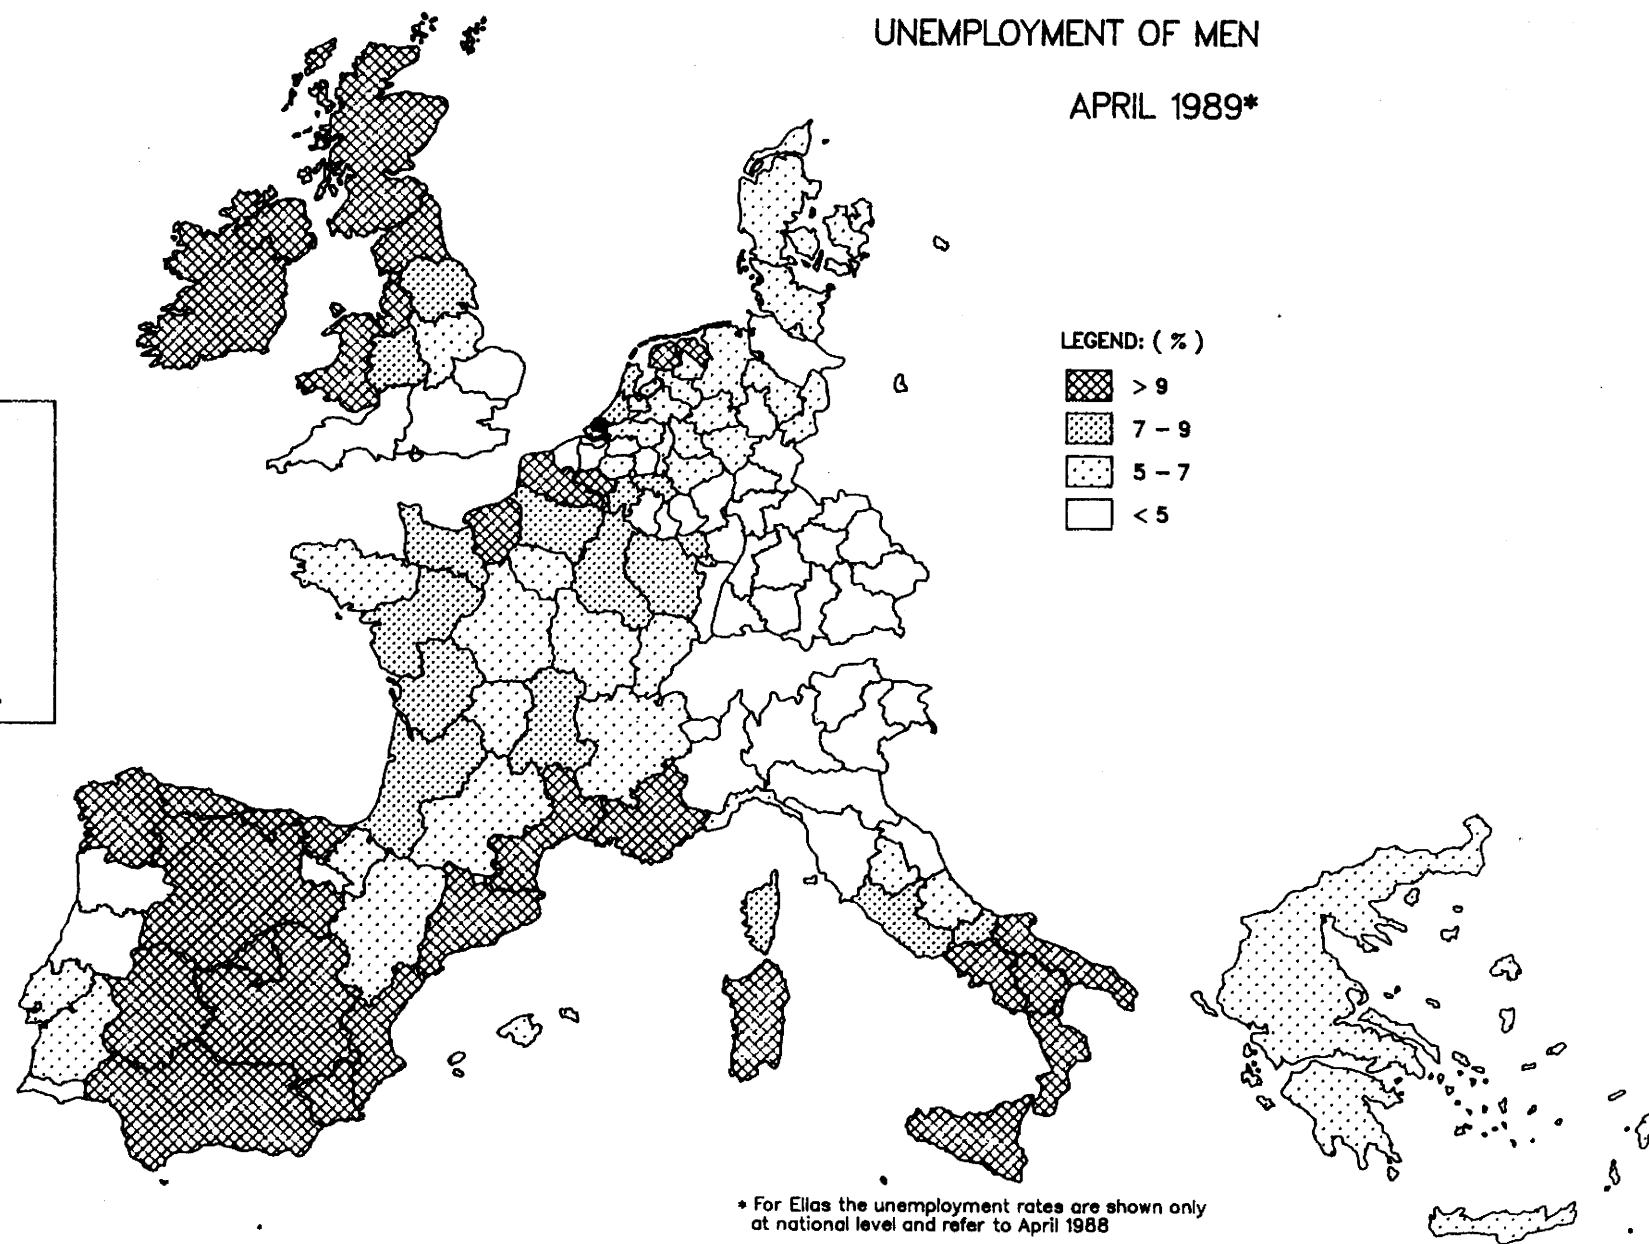 UNEMPLOYMENT OF MEN
APRIL 1989*
LEGEND: ( % )
> 9
7 – 9
5 – 7
< 5
* For Ellas the unemployment rates are shown only
at national level and refer to April 1988